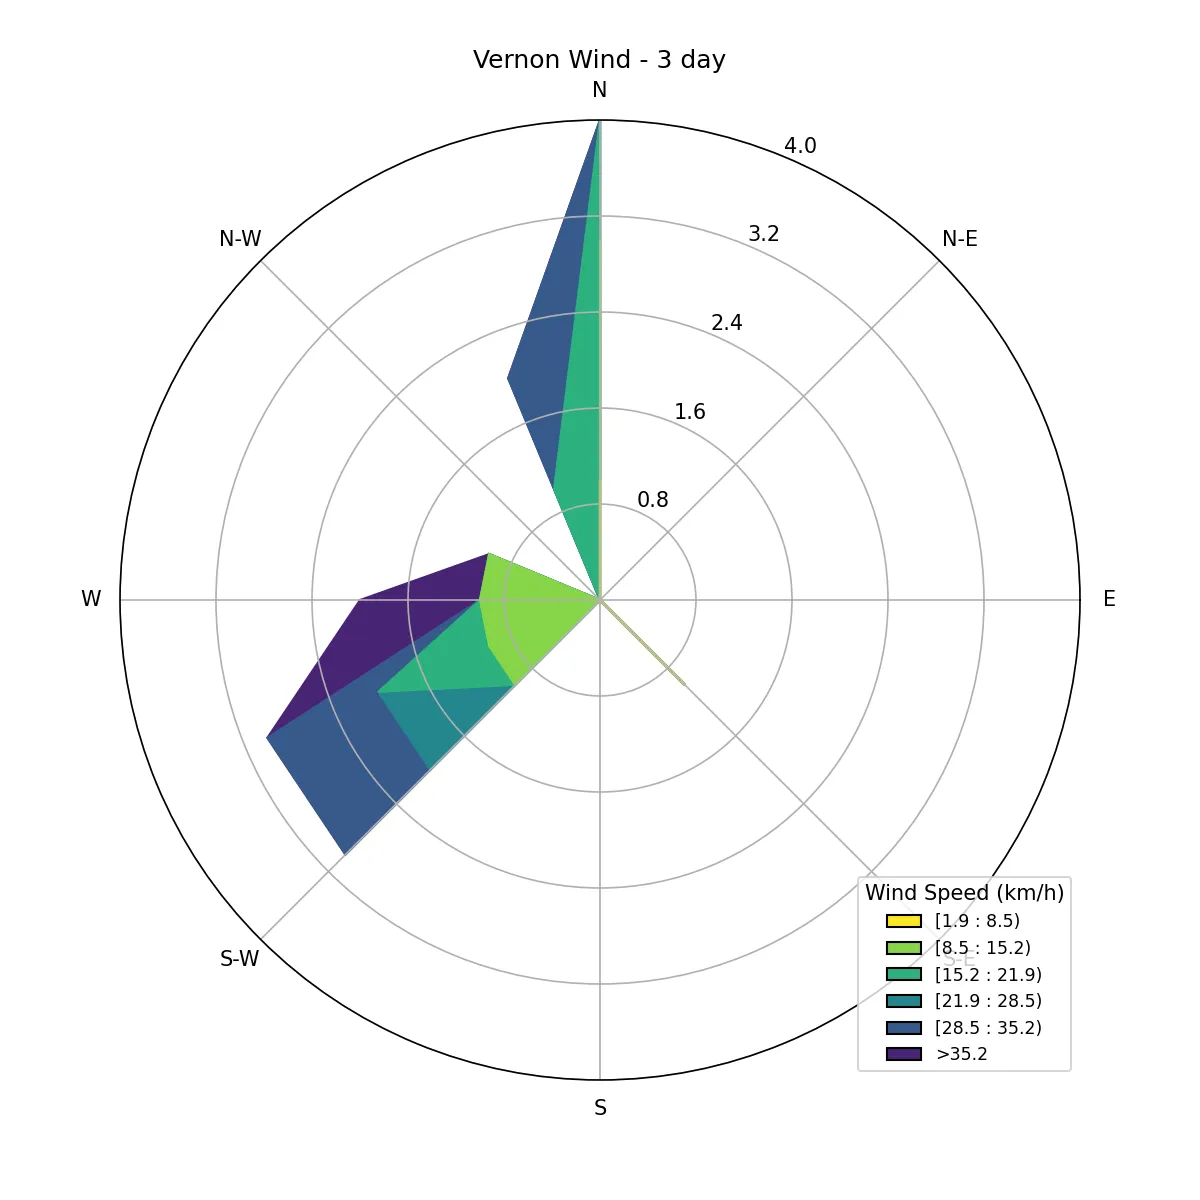 Vernon Wind - 3 day
N
4.0
N-W
N-E
3.2
2.4
1.6
0.8
W
E
S-W
S-E
Wind Speed (km/h)
[1.9 : 8.5)
[8.5 : 15.2)
[15.2 : 21.9)
[21.9 : 28.5)
[28.5 : 35.2)
>35.2
S